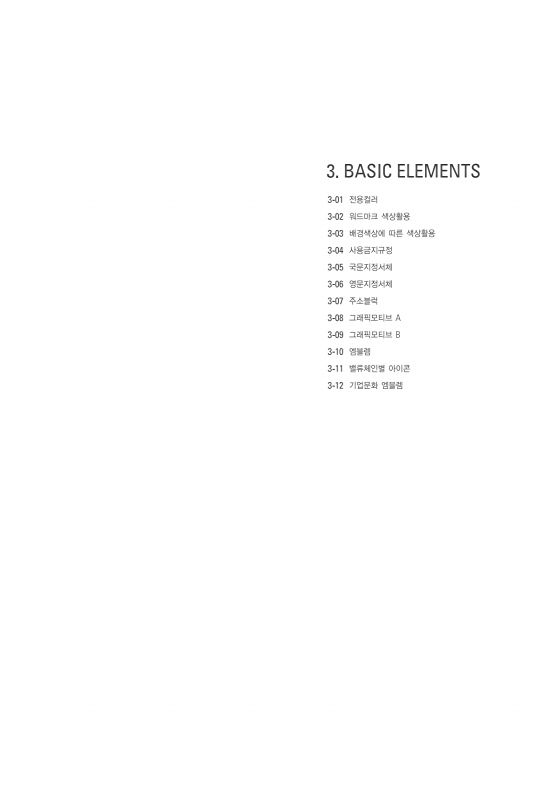 3. BASIC ELEMENTS
3-01 전용컬러
3-02 워드마크 색상활용
3-03 배경색상에 따른 색상활용
3-04 사용금지규정
3-05 국문지정서체
3-06 영문지정서체
3-07 주소블럭
3-08 그래픽모티브 A
3-09 그래픽모티브 B
3-10 엠블렘
3-11 밸류체인별 아이콘
3-12 기업문화 엠블렘